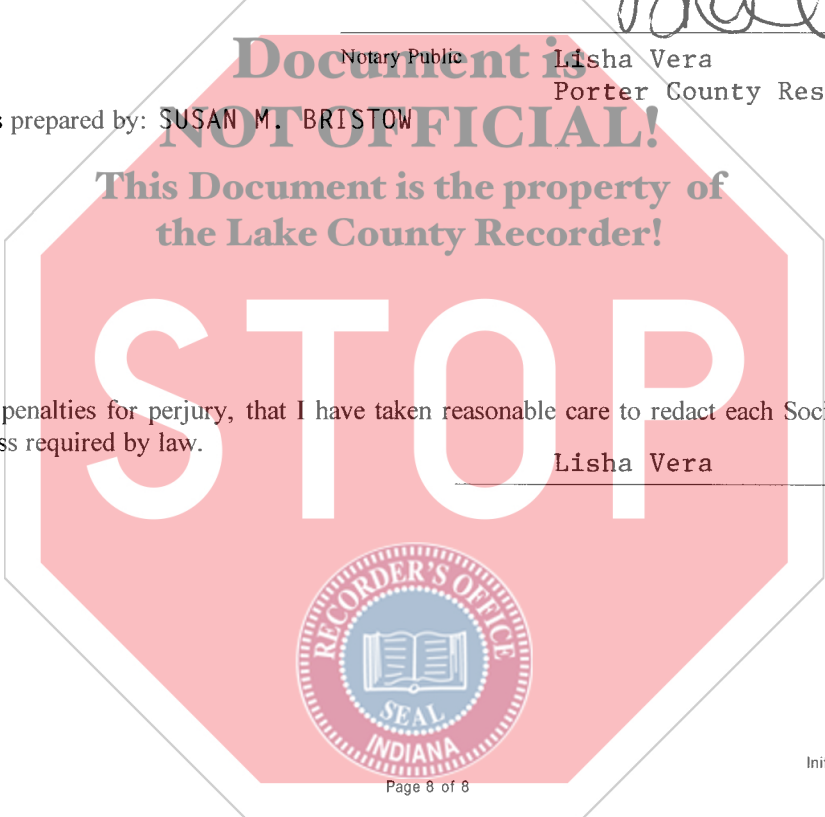 Document is
Notary Public Lisha Vera
Porter County Res
s prepared by: SUSAN M. BRISTOW
NOT OFFICIAL!
This Document is the property of
the Lake County Recorder!
STOP
penalties for perjury, that I have taken reasonable care to redact each Soci
ss required by law.
Lisha Vera
RECORDER'S OFFICE
SEAL
INDIANA
Ini
Page 8 of 8